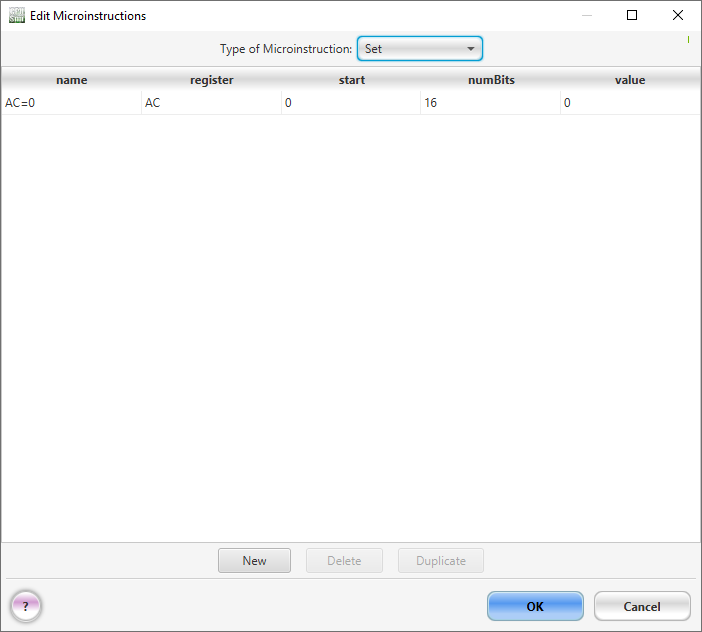 Edit Microinstructions
Type of Microinstruction: Set
name register start numBits value
AC=0 AC 0 16 0
New Delete Duplicate
? OK Cancel